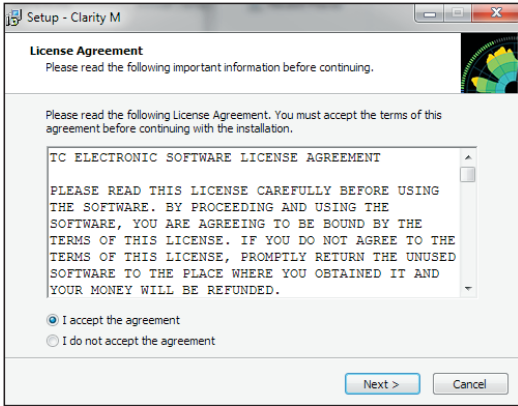 Setup - Clarity M
License Agreement
Please read the following important information before continuing.
Please read the following License Agreement. You must accept the terms of this
agreement before continuing with the installation.
TC ELECTRONIC SOFTWARE LICENSE AGREEMENT
PLEASE READ THIS LICENSE CAREFULLY BEFORE USING
THE SOFTWARE. BY PROCEEDING AND USING THE
SOFTWARE, YOU ARE AGREEING TO BE BOUND BY THE
TERMS OF THIS LICENSE. IF YOU DO NOT AGREE TO THE
TERMS OF THIS LICENSE, PROMPTLY RETURN THE UNUSED
SOFTWARE TO THE PLACE WHERE YOU OBTAINED IT AND
YOUR MONEY WILL BE REFUNDED.
I accept the agreement
I do not accept the agreement
Next >
Cancel